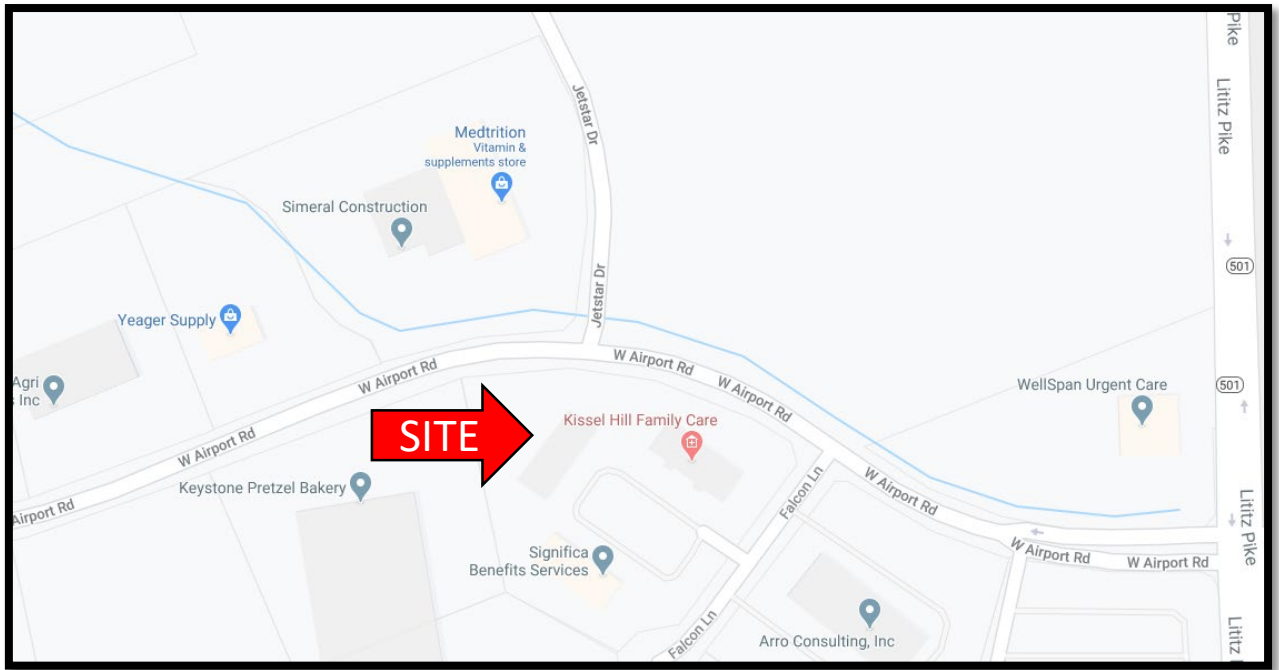 Pike
Lititz Pike
Jetstar Dr
Medtrition
Vitamin &
supplements store
Simeral Construction
501
Jetstar Dr
Yeager Supply
W Airport Rd
W Airport Rd
W Airport Rd
WellSpan Urgent Care
501
Agri
Inc
SITE
Kissel Hill Family Care
W Airport Rd
Keystone Pretzel Bakery
Falcon Ln
W Airport Rd
Airport Rd
Lititz Pike
W Airport Rd
W Airport Rd
Significa
Benefits Services
Falcon Ln
Arro Consulting, Inc
Lititz